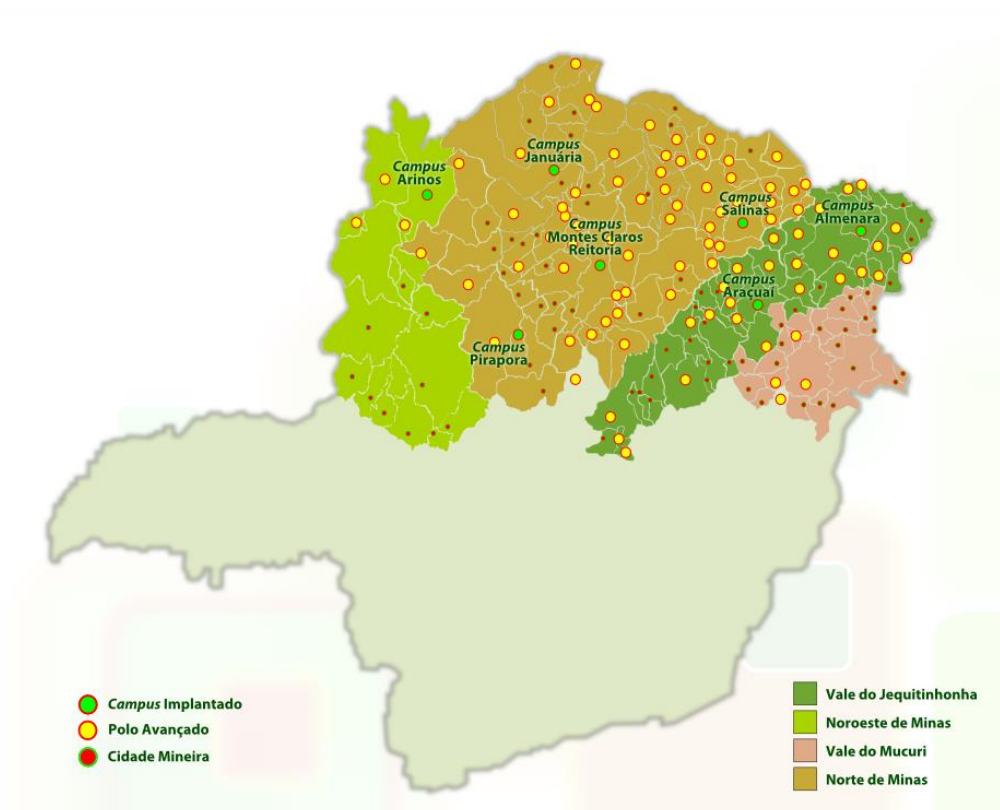 Campus
Januária
Campus
Arinos
Campus
Salinas
Campus
Almenara
Campus
Montes Claros
Reitoria
Campus
Araçuaí
Campus
Pirapora
Campus Implantado
Polo Avançado
Cidade Mineira
Vale do Jequitinhonha
Noroeste de Minas
Vale do Mucuri
Norte de Minas